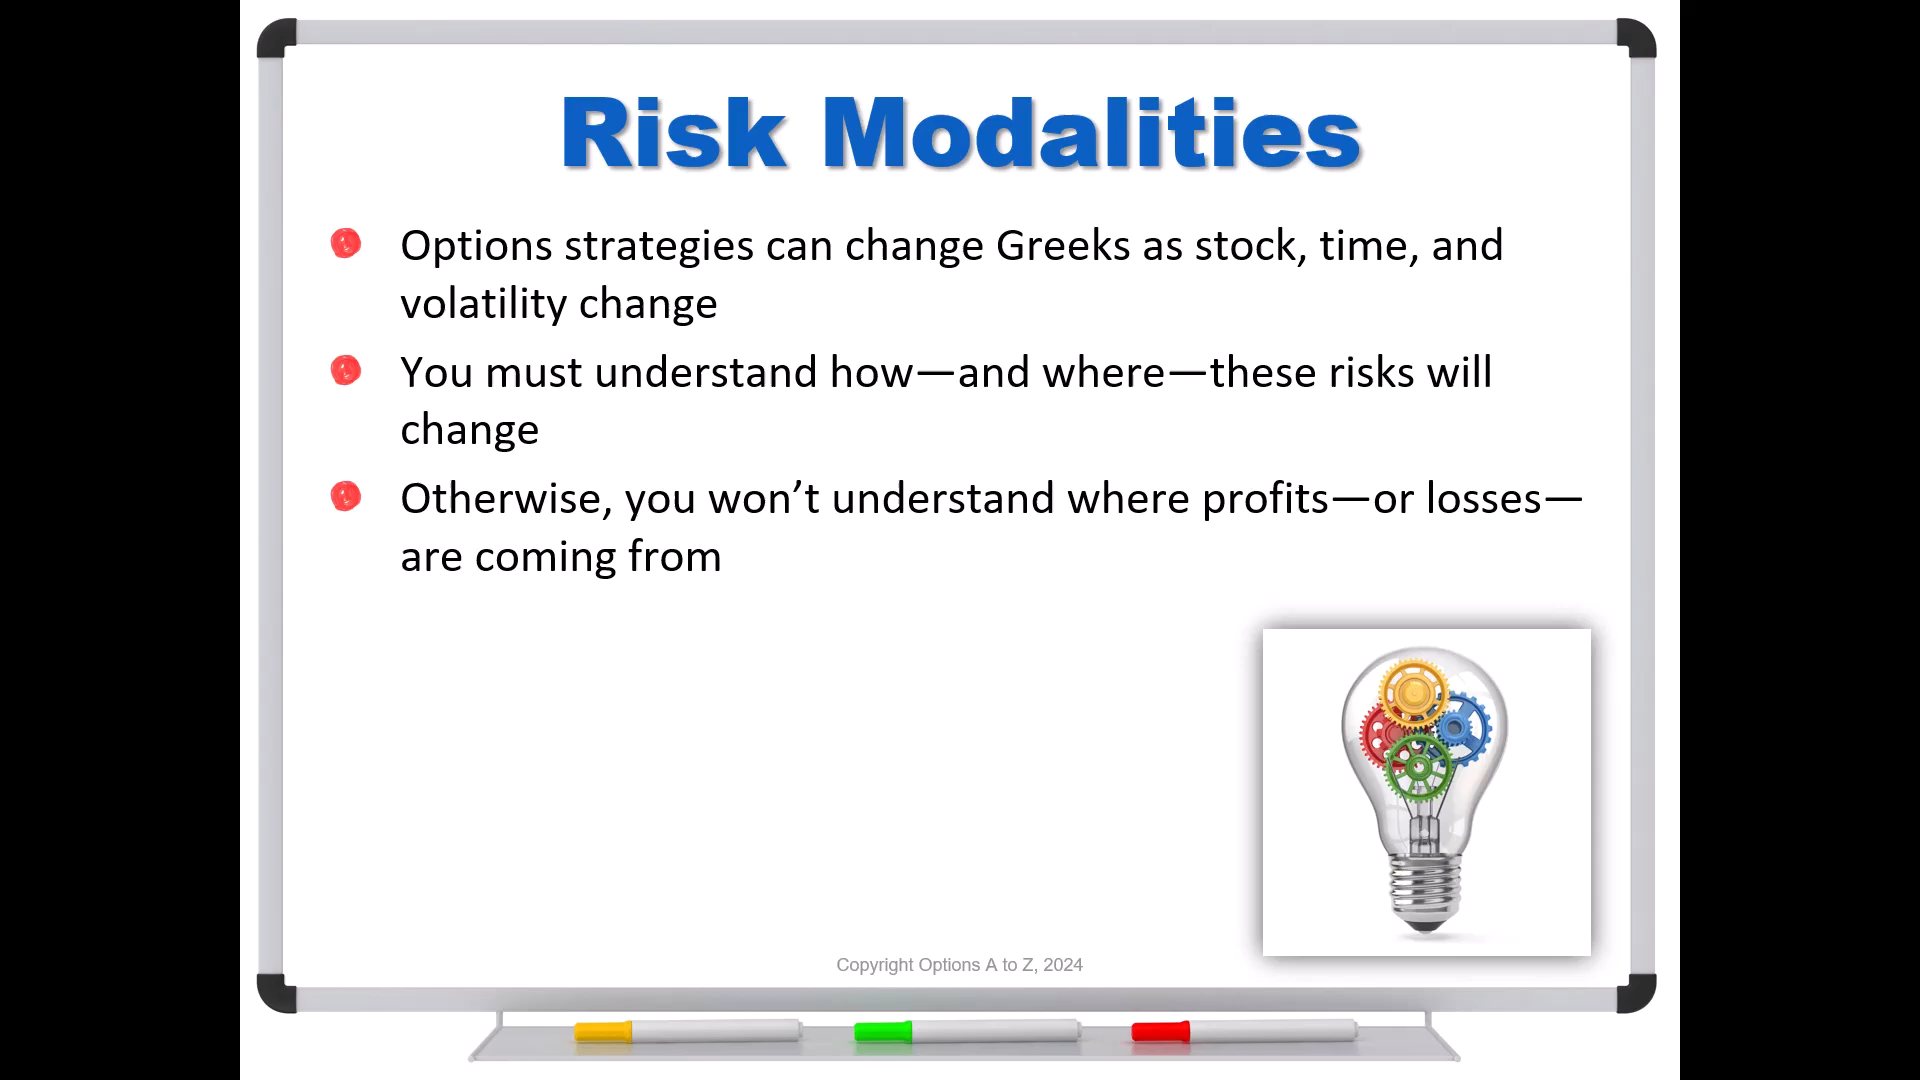 Risk Modalities
Options strategies can change Greeks as stock, time, and
volatility change
You must understand how—and where—these risks will
change
Otherwise, you won’t understand where profits—or losses—
are coming from
Copyright Options A to Z, 2024